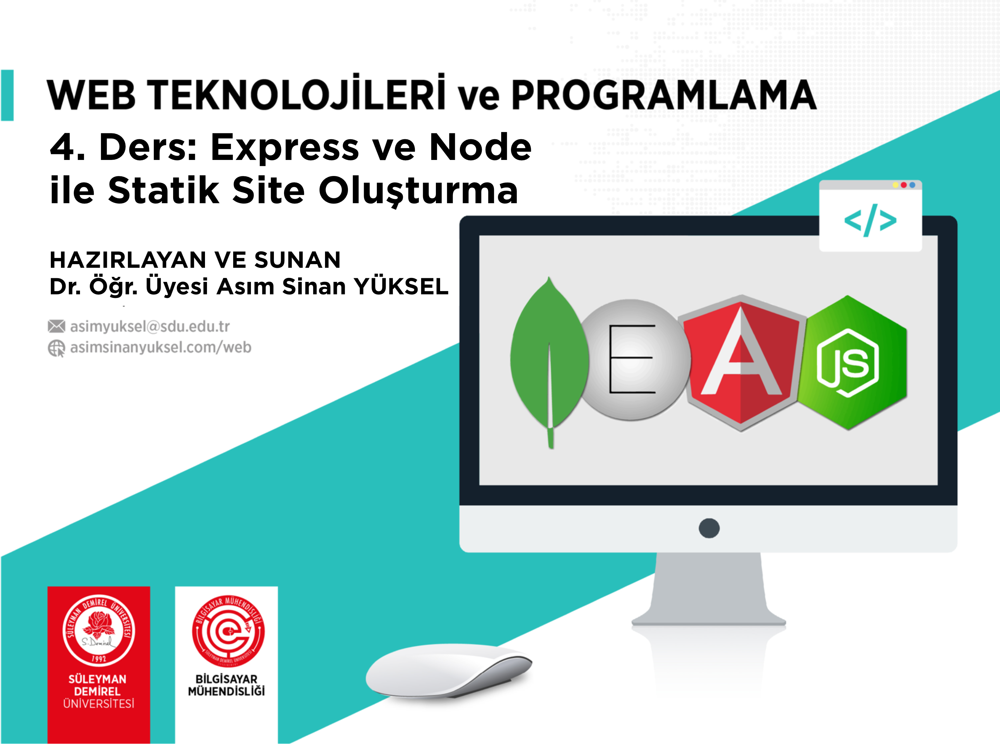 WEB TEKNOLOJİLERİ ve PROGRAMLAMA
4. Ders: Express ve Node
ile Statik Site Oluşturma
HAZIRLAYAN VE SUNAN
Dr. Öğr. Üyesi Asım Sinan YÜKSEL
asimyuksel@sdu.edu.tr
asimsinanyuksel.com/web
</>
E
A
JS
SÜLEYMAN DEMİREL ÜNİVERSİTESİ
S. Demirel
1992
SÜLEYMAN
DEMİREL
ÜNİVERSİTESİ
BİLGİSAYAR MÜHENDİSLİĞİ
e
SÜLEYMAN DEMİREL ÜNİVERSİTESİ
BİLGİSAYAR
MÜHENDİSLİĞİ